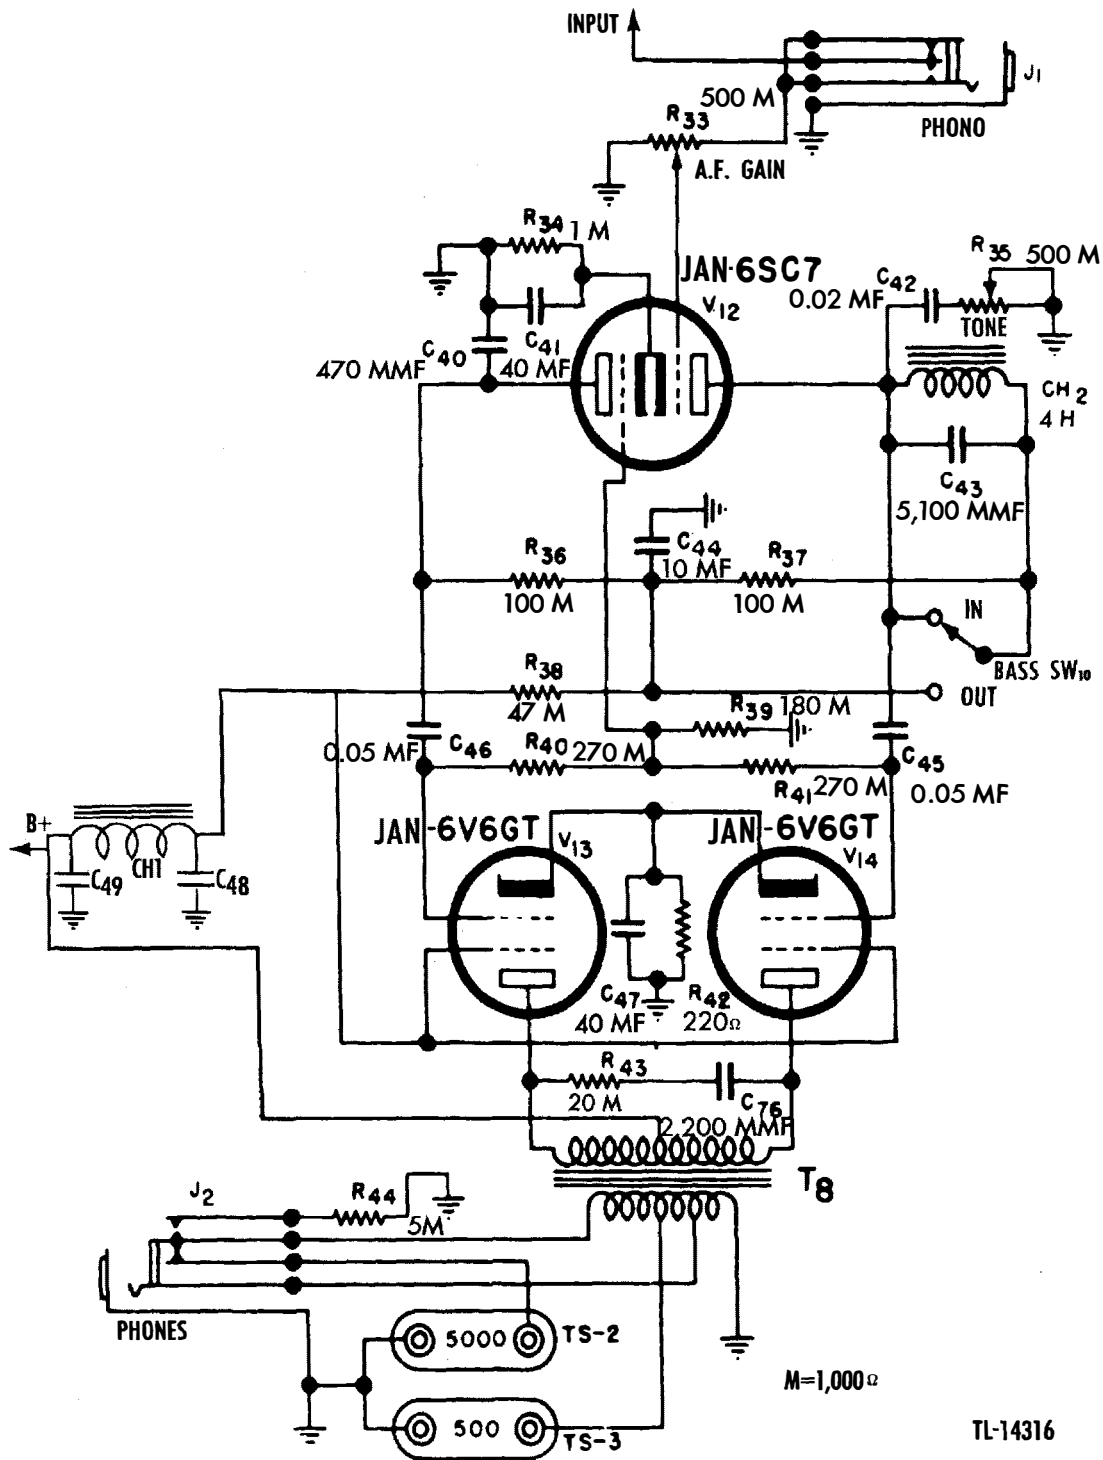 INPUT
J1
500 M
R33
PHONO
A.F. GAIN
R34 1 M
JAN-6SC7
R35 500 M
C42
0.02 MF
V12
TONE
C40
C41
470 MMF
40 MF
CH2
4 H
C43
5,100 MMF
C44
10 MF
R36
100 M
R37
100 M
IN
BASS SW10
OUT
R38
47 M
R39 180 M
0.05 MF
C46
R40 270 M
R41 270 M
C45
0.05 MF
B+
CH1
C49
C48
JAN-6V6GT
V13
JAN-6V6GT
V14
C47
40 MF
R42
220Ω
R43
20 M
C76
2,200 MMF
T8
J2
R44
5M
PHONES
5000
TS-2
500
TS-3
M=1,000Ω
TL-14316